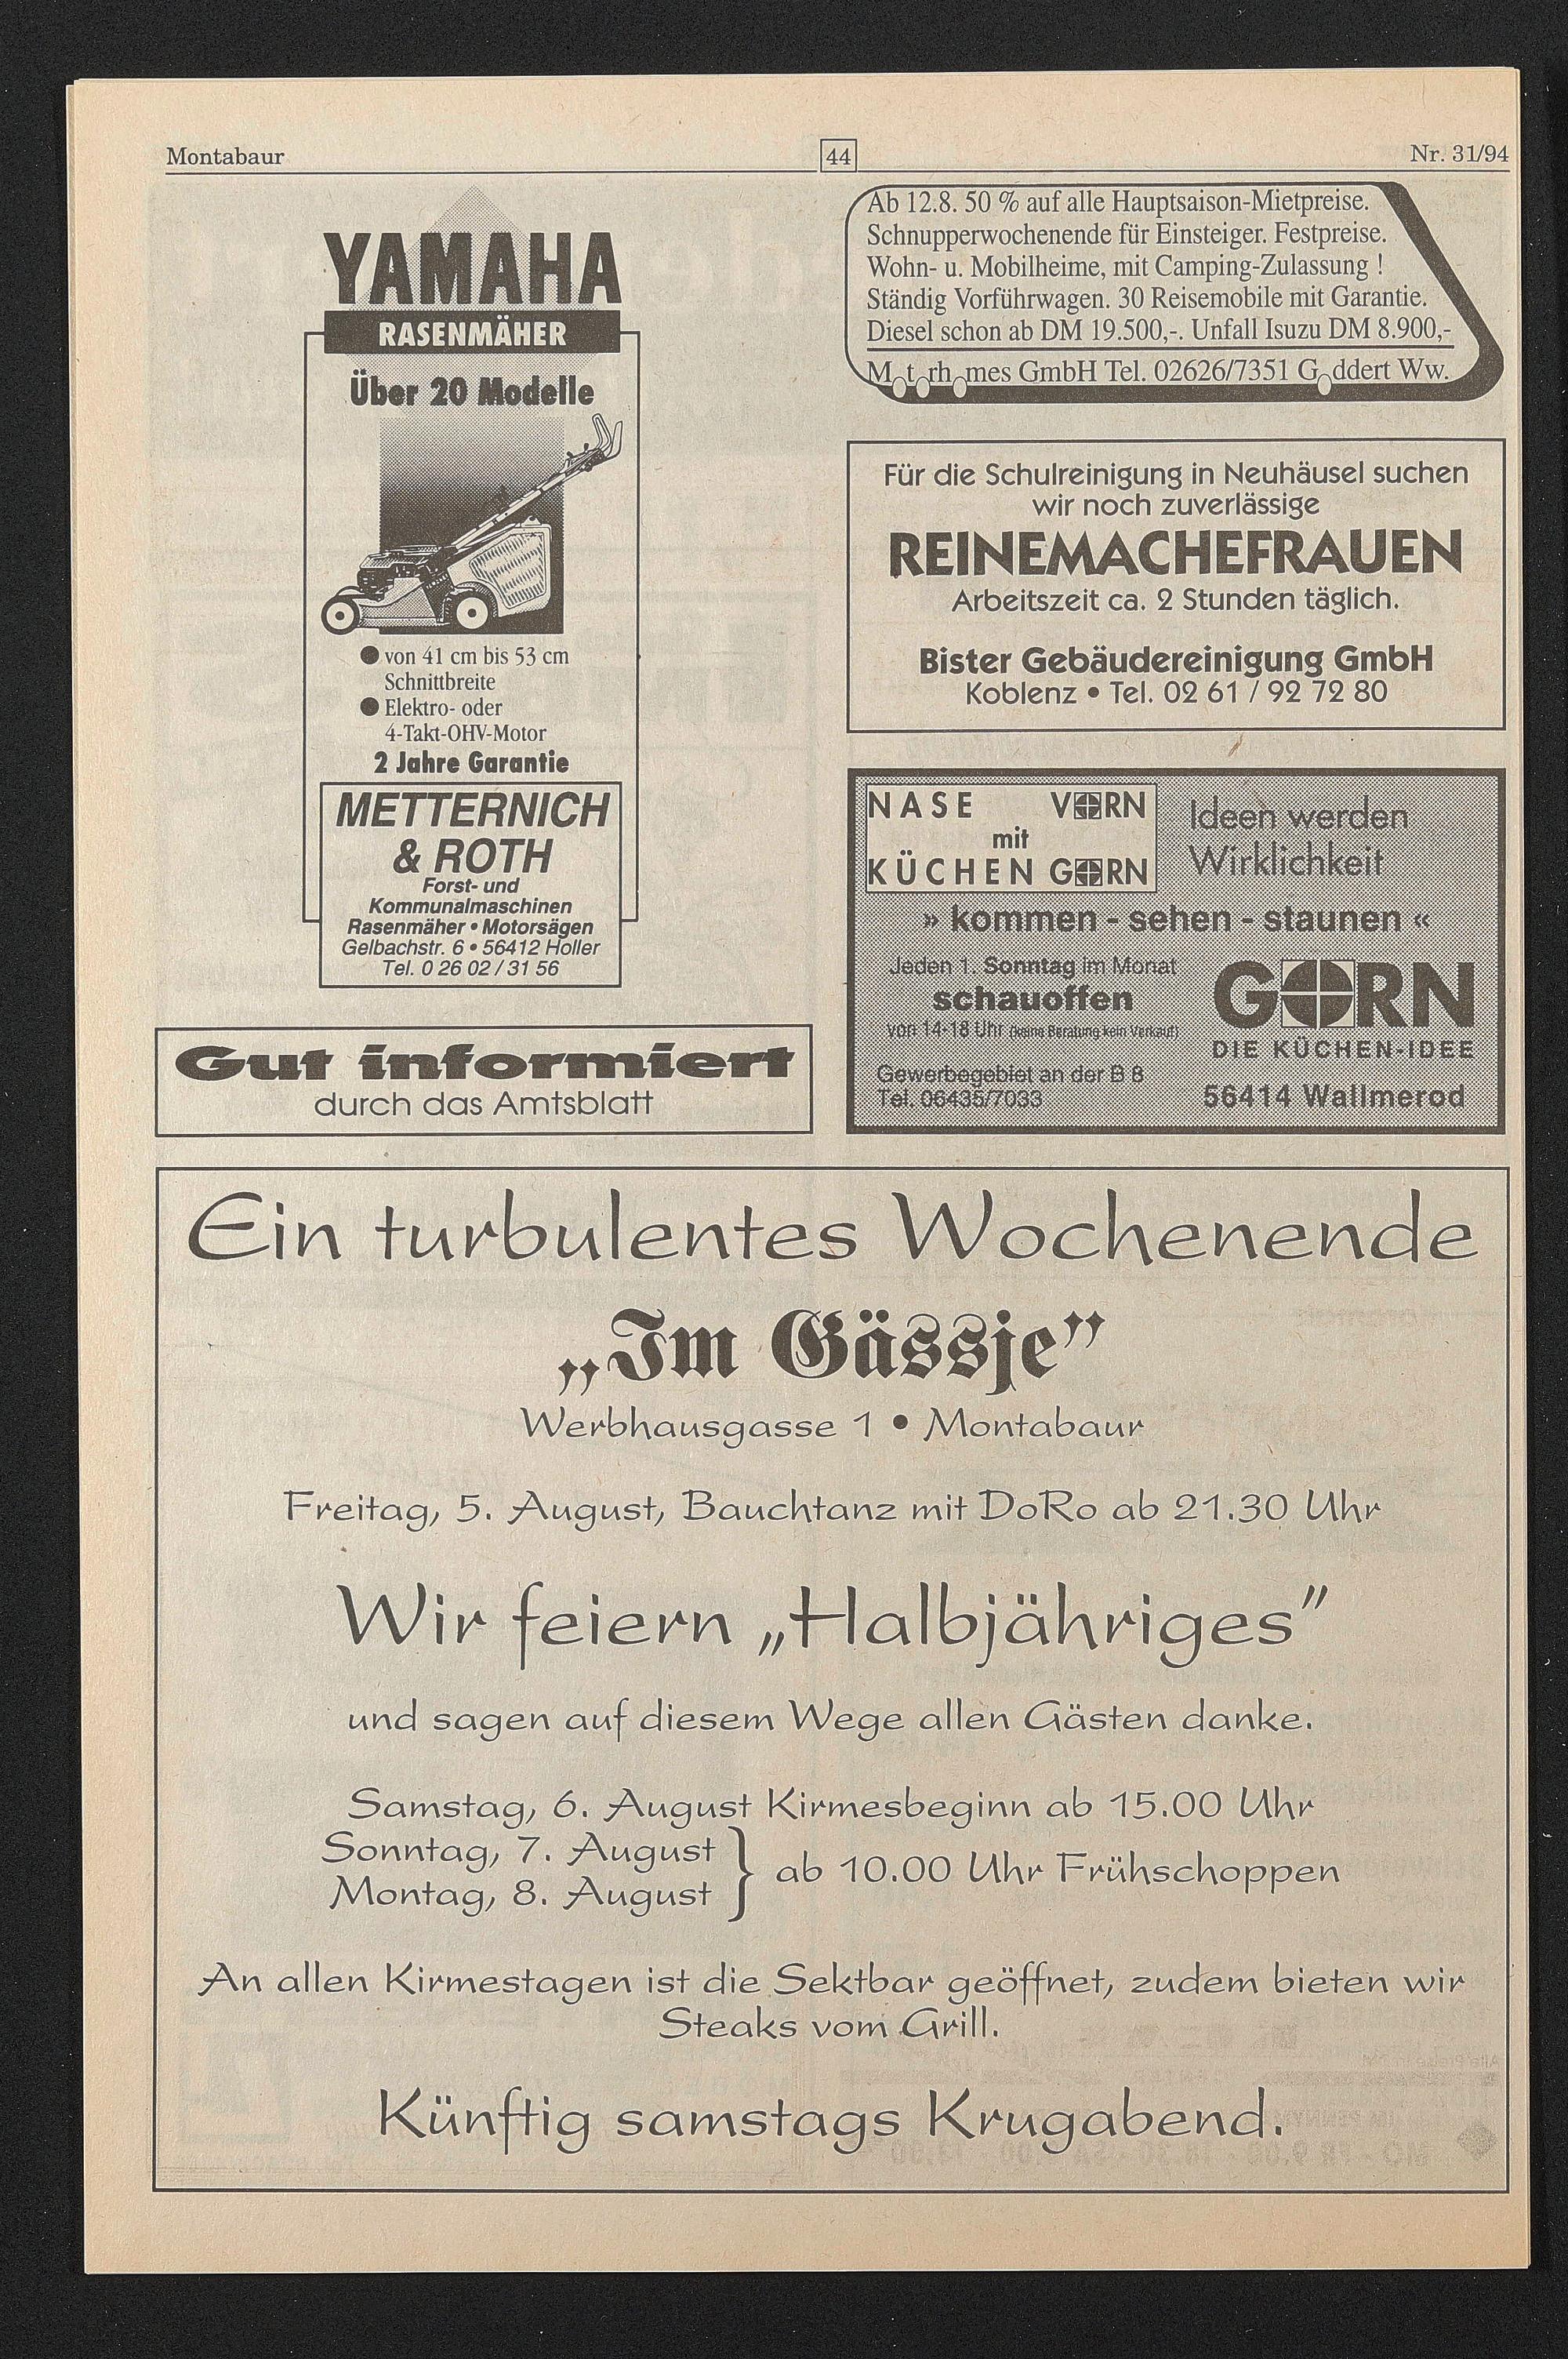 Montabaur
44
Nr. 31/94
YAMAHA
RASENMÄHER
Über 20 Modelle
● von 41 cm bis 53 cm
Schnittbreite
● Elektro- oder
4-Takt-OHV-Motor
2 Jahre Garantie
METTERNICH
& ROTH
Forst- und
Kommunalmaschinen
Rasenmäher • Motorsägen
Gelbachstr. 6 • 56412 Holler
Tel. 0 26 02 / 31 56
Gut informiert
durch das Amtsblatt
Ab 12.8. 50 % auf alle Hauptsaison-Mietpreise.
Schnupperwochenende für Einsteiger. Festpreise.
Wohn- u. Mobilheime, mit Camping-Zulassung !
Ständig Vorführwagen. 30 Reisemobile mit Garantie.
Diesel schon ab DM 19.500,-. Unfall Isuzu DM 8.900,-
Motorhomes GmbH Tel. 02626/7351 Goddert Ww.
Für die Schulreinigung in Neuhäusel suchen
wir noch zuverlässige
REINEMACHEFRAUEN
Arbeitszeit ca. 2 Stunden täglich.
Bister Gebäudereinigung GmbH
Koblenz • Tel. 02 61 / 92 72 80
NASE VORN
mit
KÜCHEN GORN
Ideen werden
Wirklichkeit
» kommen - sehen - staunen «
Jeden 1. Sonntag im Monat
schauoffen
von 14-18 Uhr (keine Beratung kein Verkauf)
Gewerbegebiet an der B 8
Tel. 06435/7033
GORN
DIE KÜCHEN-IDEE
56414 Wallmerod
Ein turbulentes Wochenende
„Im Gässje”
Werbhausgasse 1 • Montabaur
Freitag, 5. August, Bauchtanz mit DoRo ab 21.30 Uhr
Wir feiern „Halbjähriges”
und sagen auf diesem Wege allen Gästen danke.
Samstag, 6. August Kirmesbeginn ab 15.00 Uhr
Sonntag, 7. August
Montag, 8. August } ab 10.00 Uhr Frühschoppen
An allen Kirmestagen ist die Sektbar geöffnet, zudem bieten wir
Steaks vom Grill.
Künftig samstags Krugabend.